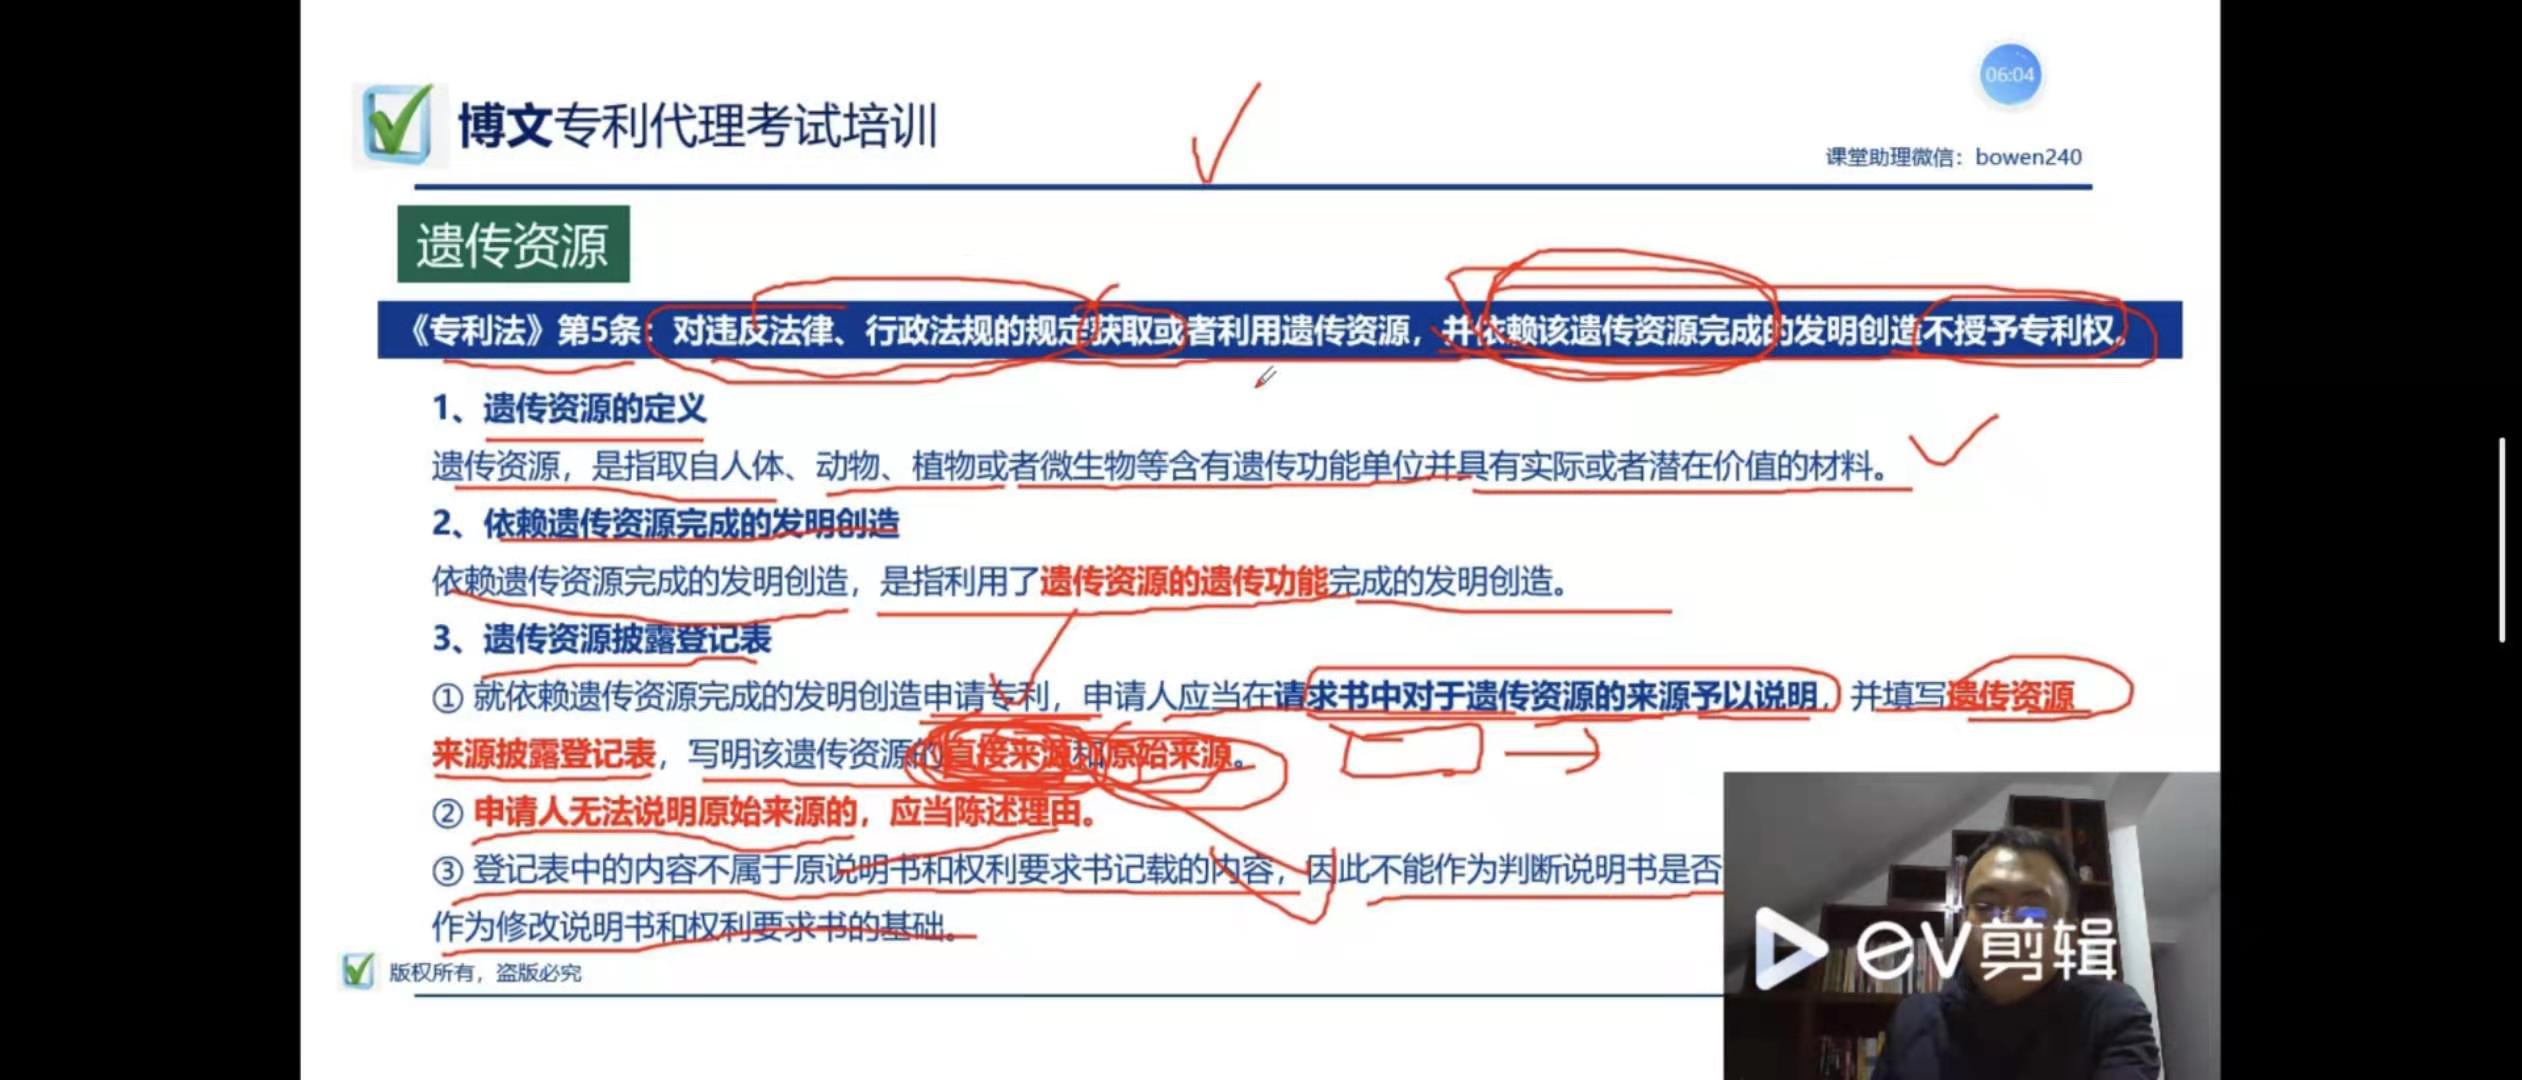 06:04
博文专利代理考试培训
课堂助理微信：bowen240
遗传资源
《专利法》第5条：对违反法律、行政法规的规定获取或者利用遗传资源，并依赖该遗传资源完成的发明创造不授予专利权。
1、遗传资源的定义
遗传资源，是指取自人体、动物、植物或者微生物等含有遗传功能单位并具有实际或者潜在价值的材料。
2、依赖遗传资源完成的发明创造
依赖遗传资源完成的发明创造，是指利用了遗传资源的遗传功能完成的发明创造。
3、遗传资源披露登记表
① 就依赖遗传资源完成的发明创造申请专利，申请人应当在请求书中对于遗传资源的来源予以说明，并填写遗传资源
来源披露登记表，写明该遗传资源的直接来源和原始来源。
② 申请人无法说明原始来源的，应当陈述理由。
③ 登记表中的内容不属于原说明书和权利要求书记载的内容，因此不能作为判断说明书是否
作为修改说明书和权利要求书的基础。
版权所有，盗版必究
ev剪辑